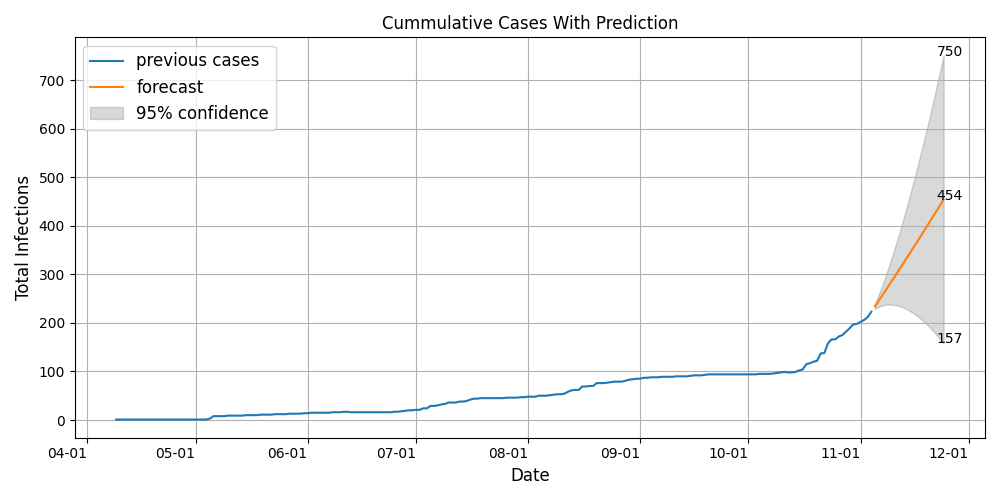 Cummulative Cases With Prediction
previous cases
forecast
95% confidence
750
454
157
700
600
500
400
300
200
100
0
Total Infections
04-01 05-01 06-01 07-01 08-01 09-01 10-01 11-01 12-01
Date